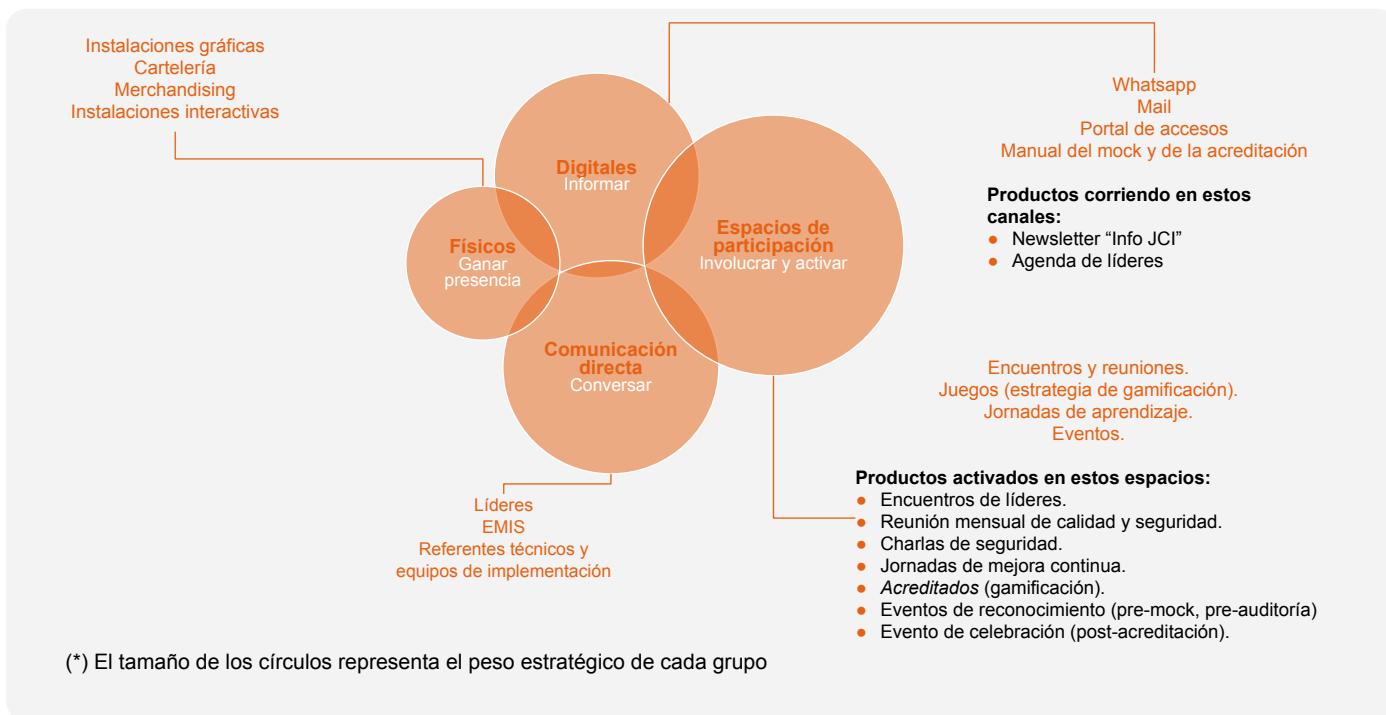 Instalaciones gráficas
Cartelería
Merchandising
Instalaciones interactivas
Digitales
Informar
Físicos
Ganar
presencia
Espacios de
participación
Involucrar y activar
Comunicación
directa
Conversar
Whatsapp
Mail
Portal de accesos
Manual del mock y de la acreditación
Productos corriendo en estos
canales:
● Newsletter “Info JCI”
● Agenda de líderes
Encuentros y reuniones.
Juegos (estrategia de gamificación).
Jornadas de aprendizaje.
Eventos.
Productos activados en estos espacios:
● Encuentros de líderes.
● Reunión mensual de calidad y seguridad.
● Charlas de seguridad.
● Jornadas de mejora continua.
● Acreditados (gamificación).
● Eventos de reconocimiento (pre-mock, pre-auditoría)
● Evento de celebración (post-acreditación).
Líderes
EMIS
Referentes técnicos y
equipos de implementación
(*) El tamaño de los círculos representa el peso estratégico de cada grupo